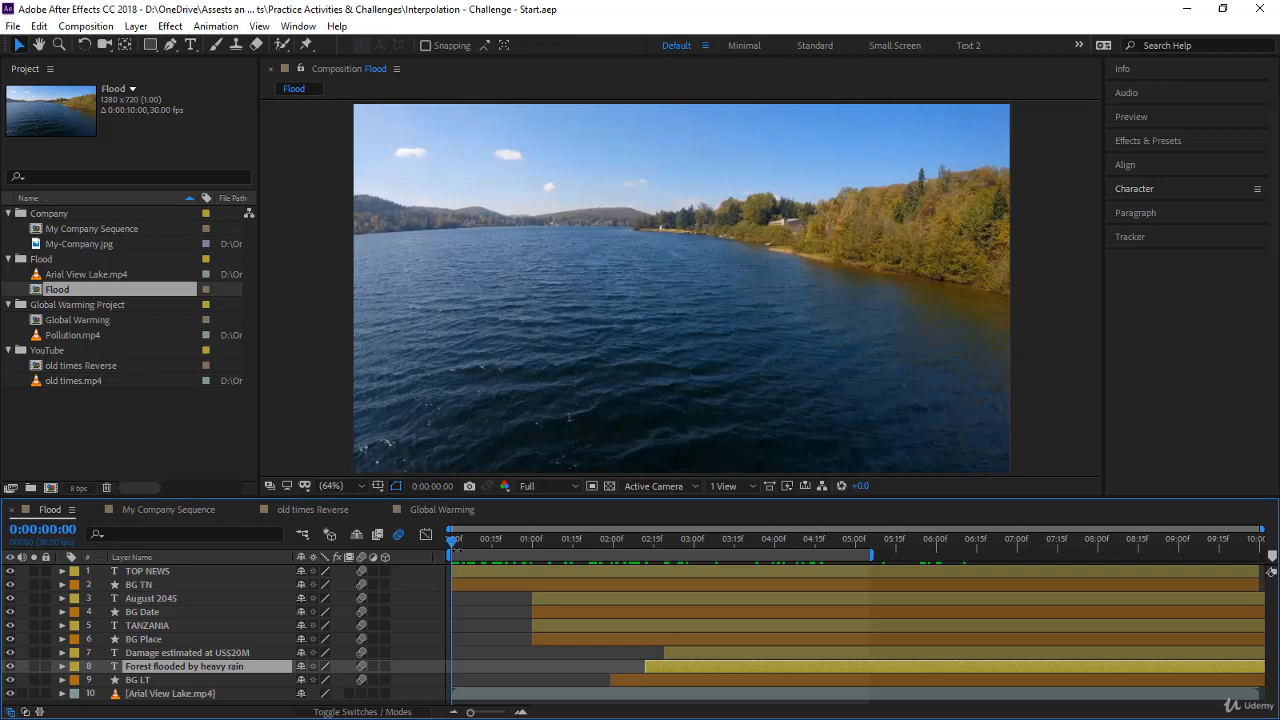 Adobe After Effects CC 2018 - D:\OneDrive\Assests an ... ts\Practice Activities & Challenges\Interpolation - Challenge - Start.aep
File Edit Composition Layer Effect Animation View Window Help
Snapping Default Minimal Standard Small Screen Text 2 Search Help
Project Composition Flood Info
Flood Flood
1280 x 720 (1.00)
Δ 0:00:10:00, 30.00 fps
Audio
Preview
Effects & Presets
Align
Character
Paragraph
Tracker
Name File Path
Company
My Company Sequence
My-Company.jpg D:\Or
Flood
Arial View Lake.mp4 D:\Or
Flood
Global Warming Project
Global Warming
Pollution.mp4 D:\Or
YouTube
old times Reverse
old times.mp4 D:\Or
8 bpc (64%) 0:00:00:00 Full Active Camera 1 View +0.0
Flood My Company Sequence old times Reverse Global Warming
0:00:00:00
00000 (30.00 fps)
00:15f 01:00f 01:15f 02:00f 02:15f 03:00f 03:15f 04:00f 04:15f 05:00f 05:15f 06:00f 06:15f 07:00f 07:15f 08:00f 08:15f 09:00f 09:15f 10:00
# Layer Name fx
1 T TOP NEWS
2 BG TN
3 T August 2045
4 BG Date
5 T TANZANIA
6 BG Place
7 T Damage estimated at US$20M
8 T Forest flooded by heavy rain
9 BG LT
10 [Arial View Lake.mp4]
Toggle Switches / Modes
Udemy